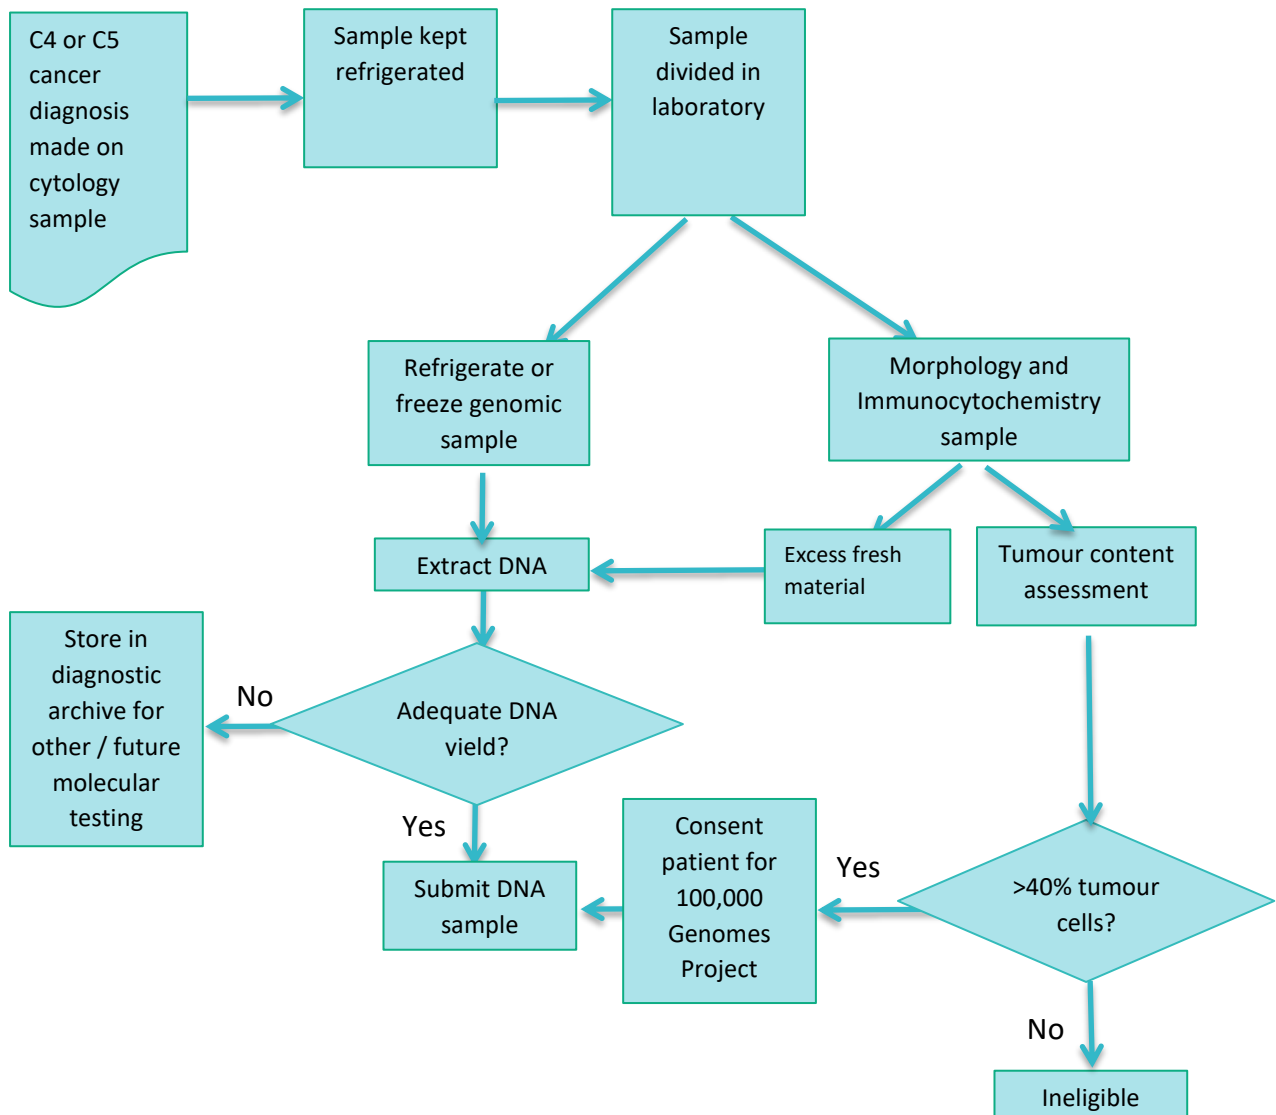 C4 or C5
cancer
diagnosis
made on
cytology
sample
Sample kept
refrigerated
Sample
divided in
laboratory
Refrigerate or
freeze genomic
sample
Morphology and
Immunocytochemistry
sample
Extract DNA
Excess fresh
material
Tumour content
assessment
Store in
diagnostic
archive for
other / future
molecular
testing
No
Adequate DNA
yield?
Yes
Submit DNA
sample
Consent
patient for
100,000
Genomes
Project
Yes
>40% tumour
cells?
No
Ineligible